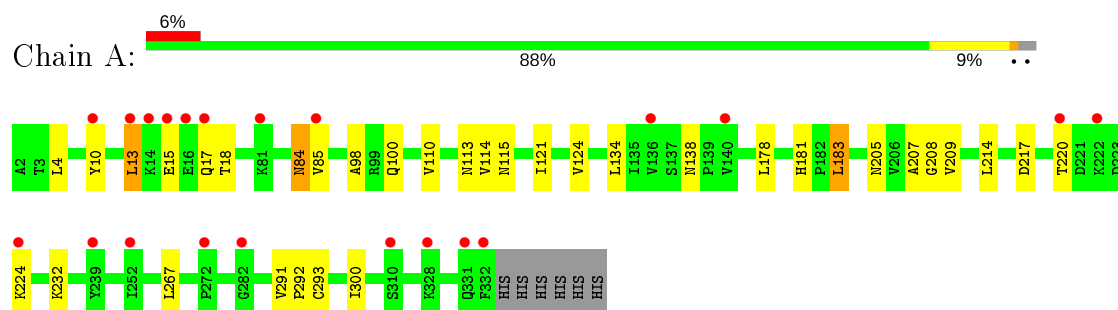 6%
Chain A:
88% 9% • •
A2 T3 L4 Y10 L13 K14 E15 E16 Q17 T18 K81 N84 V85 A98 R99 Q100 V110 N113 V114 N115 I121 V124 L134 I135 V136 S137 N138 P139 V140 L178 H181 P182 L183 N205 V206 A207 G208 V209 L214 D217 T220 D221 K222 D223
K224 K232 Y239 I252 L267 P272 G282 V291 P292 C293 I300 S310 K328 Q331 F332 HIS HIS HIS HIS HIS HIS